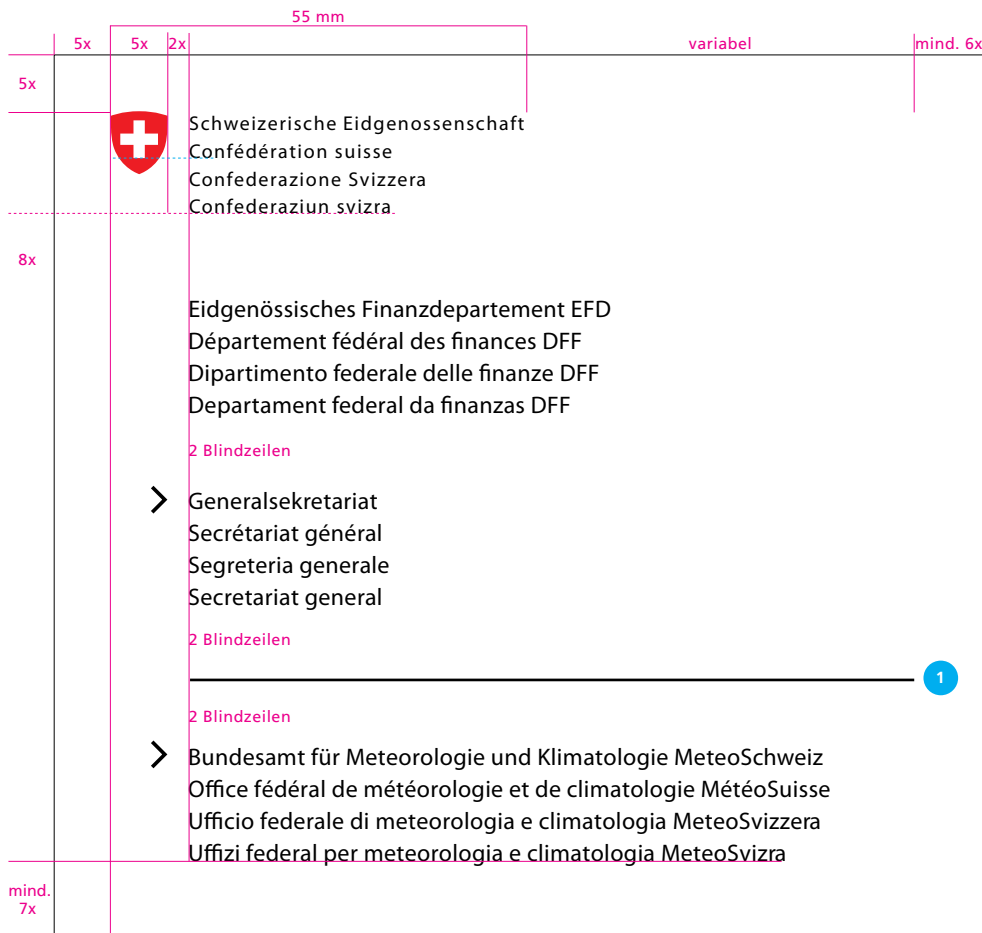 55 mm
5x 5x 2x variabel mind. 6x
5x
Schweizerische Eidgenossenschaft
Confédération suisse
Confederazione Svizzera
Confederaziun svizra
8x
Eidgenössisches Finanzdepartement EFD
Département fédéral des finances DFF
Dipartimento federale delle finanze DFF
Departament federal da finanzas DFF
2 Blindzeilen
Generalsekretariat
Secrétariat général
Segreteria generale
Secretariat general
2 Blindzeilen
1
2 Blindzeilen
Bundesamt für Meteorologie und Klimatologie MeteoSchweiz
Office fédéral de météorologie et de climatologie MétéoSuisse
Ufficio federale di meteorologia e climatologia MeteoSvizzera
Uffizi federal per meteorologia e climatologia MeteoSvizra
mind.
7x